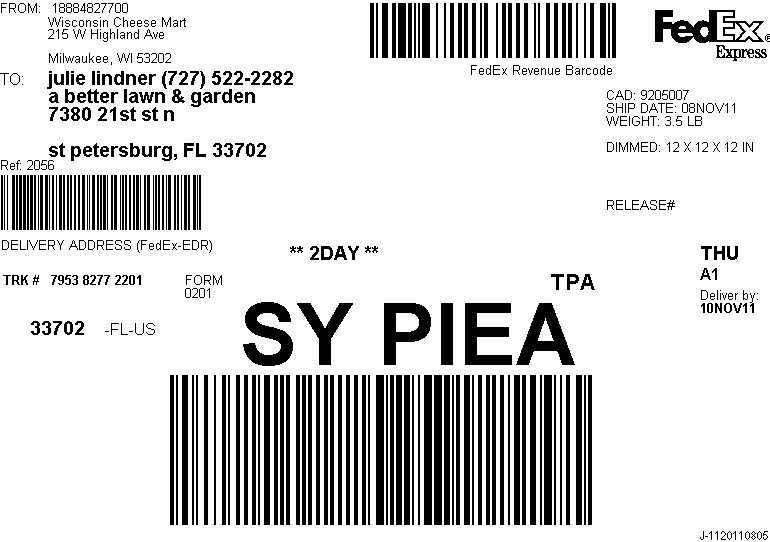 FROM: 18884827700
Wisconsin Cheese Mart
215 W Highland Ave
Milwaukee, WI 53202
FedEx Revenue Barcode
FedEx®
Express
TO: julie lindner (727) 522-2282
a better lawn & garden
7380 21st st n
st petersburg, FL 33702
CAD: 9205007
SHIP DATE: 08NOV11
WEIGHT: 3.5 LB
DIMMED: 12 X 12 X 12 IN
Ref: 2056
RELEASE#
DELIVERY ADDRESS (FedEx-EDR)
** 2DAY **
THU
A1
Deliver by:
10NOV11
TRK # 7953 8277 2201 FORM
0201
TPA
33702 -FL-US
SY PIEA
J-1120110805